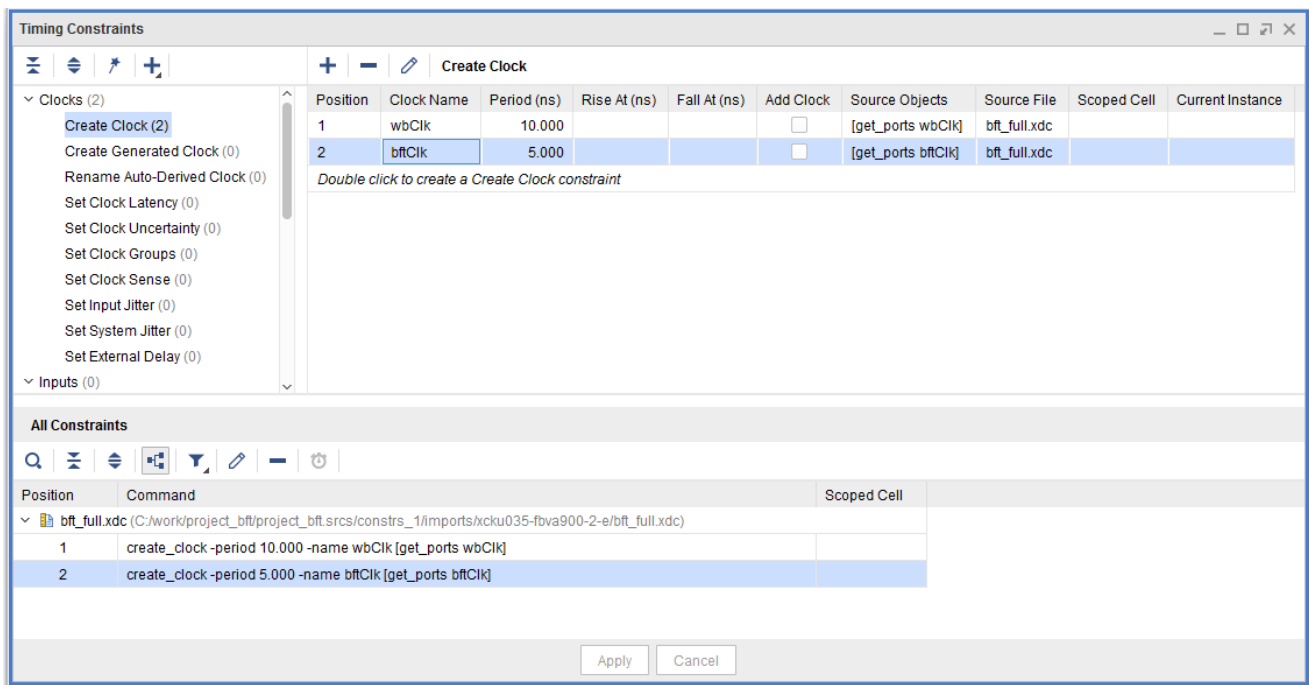 Timing Constraints
Create Clock
Clocks (2)
Create Clock (2)
Create Generated Clock (0)
Rename Auto-Derived Clock (0)
Set Clock Latency (0)
Set Clock Uncertainty (0)
Set Clock Groups (0)
Set Clock Sense (0)
Set Input Jitter (0)
Set System Jitter (0)
Set External Delay (0)
Inputs (0)
Position Clock Name Period (ns) Rise At (ns) Fall At (ns) Add Clock Source Objects Source File Scoped Cell Current Instance
1 wbClk 10.000 [get_ports wbClk] bft_full.xdc
2 bftClk 5.000 [get_ports bftClk] bft_full.xdc
Double click to create a Create Clock constraint
All Constraints
Position Command Scoped Cell
bft_full.xdc (C:/work/project_bft/project_bft.srcs/constrs_1/imports/xcku035-fbva900-2-e/bft_full.xdc)
1 create_clock -period 10.000 -name wbClk [get_ports wbClk]
2 create_clock -period 5.000 -name bftClk [get_ports bftClk]
Apply Cancel